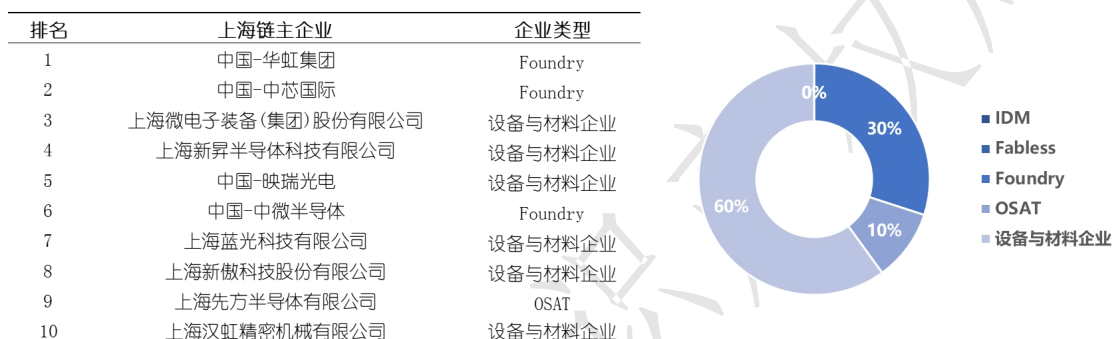 排名 上海链主企业 企业类型
1 中国-华虹集团 Foundry
2 中国-中芯国际 Foundry
3 上海微电子装备(集团)股份有限公司 设备与材料企业
4 上海新昇半导体科技有限公司 设备与材料企业
5 中国-映瑞光电 设备与材料企业
6 中国-中微半导体 Foundry
7 上海蓝光科技有限公司 设备与材料企业
8 上海新傲科技股份有限公司 设备与材料企业
9 上海先方半导体有限公司 OSAT
10 上海汉虹精密机械有限公司 设备与材料企业
0%
30%
60%
10%
IDM
Fabless
Foundry
OSAT
设备与材料企业